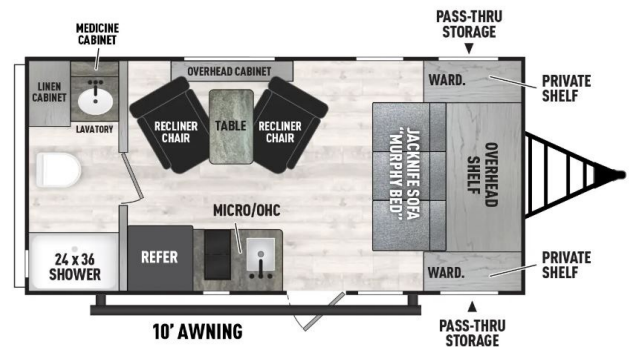 MEDICINE
CABINET
PASS-THRU
STORAGE
OVERHEAD CABINET
WARD.
PRIVATE
SHELF
LINEN
CABINET
LAVATORY
RECLINER
CHAIR
TABLE
RECLINER
CHAIR
JACKNIFE SOFA
"MURPHY BED"
OVERHEAD
SHELF
MICRO/OHC
24 x 36
SHOWER
REFER
WARD.
PRIVATE
SHELF
10' AWNING
PASS-THRU
STORAGE